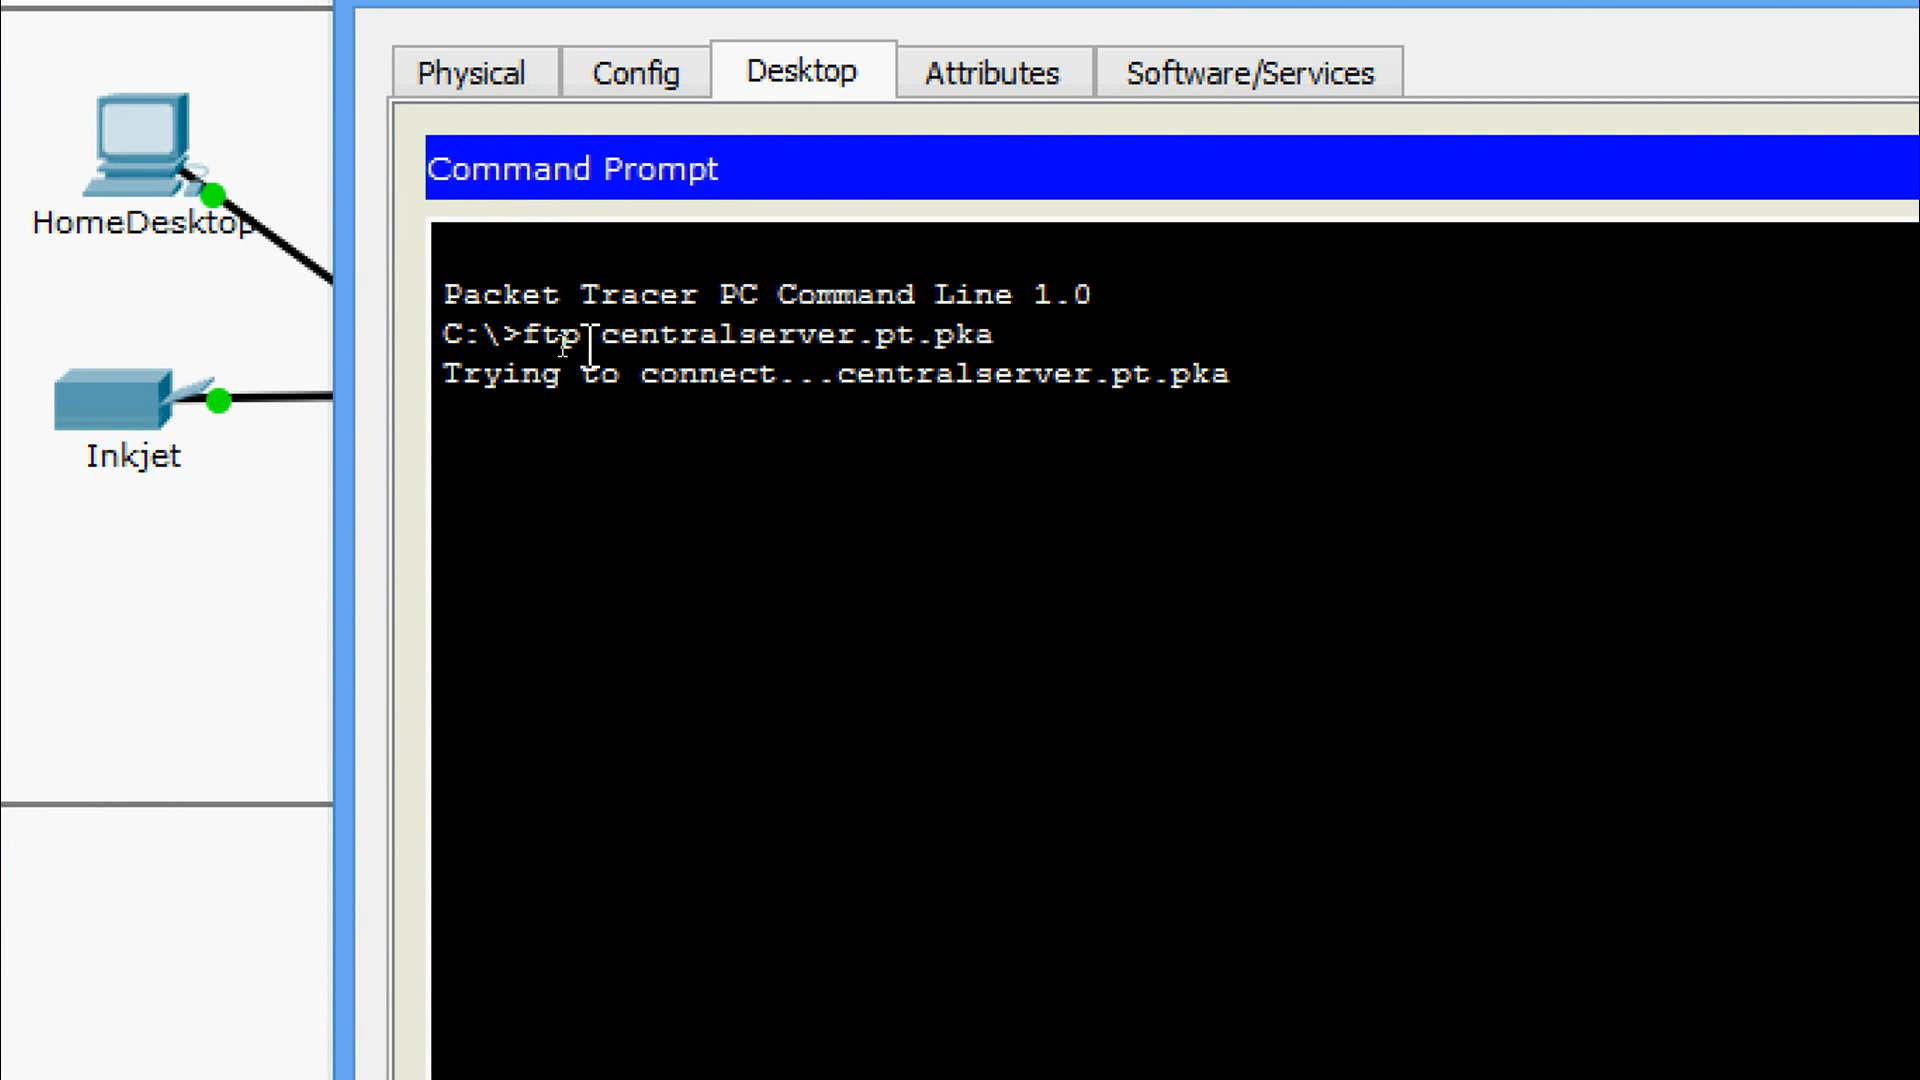 Physical
Config
Desktop
Attributes
Software/Services
Command Prompt
HomeDesktop
Packet Tracer PC Command Line 1.0
C:\>ftp centralserver.pt.pka
Trying to connect...centralserver.pt.pka
Inkjet